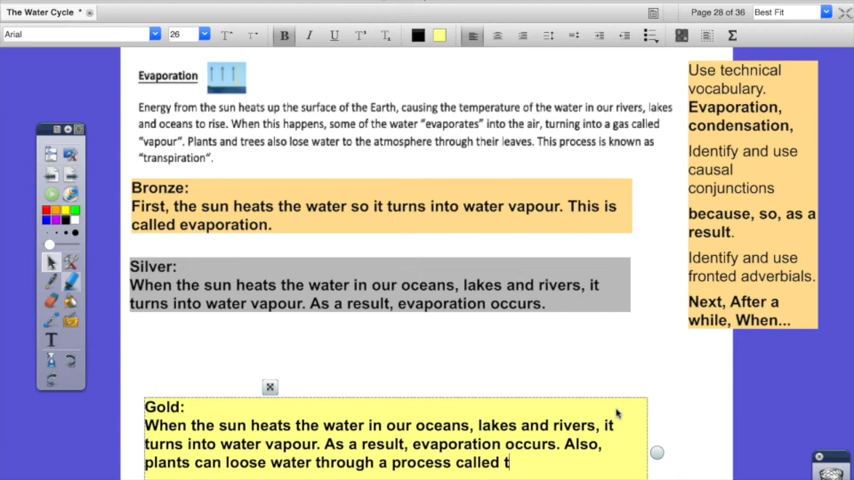 The Water Cycle *
Page 28 of 36
Best Fit
Arial
26
B I U
Evaporation
Energy from the sun heats up the surface of the Earth, causing the temperature of the water in our rivers, lakes
and oceans to rise. When this happens, some of the water “evaporates” into the air, turning into a gas called
“vapour”. Plants and trees also lose water to the atmosphere through their leaves. This process is known as
“transpiration”.
Bronze:
First, the sun heats the water so it turns into water vapour. This is
called evaporation.
Silver:
When the sun heats the water in our oceans, lakes and rivers, it
turns into water vapour. As a result, evaporation occurs.
Gold:
When the sun heats the water in our oceans, lakes and rivers, it
turns into water vapour. As a result, evaporation occurs. Also,
plants can loose water through a process called t
Use technical
vocabulary.
Evaporation,
condensation,
Identify and use
causal
conjunctions
because, so, as a
result.
Identify and use
fronted adverbials.
Next, After a
while, When...